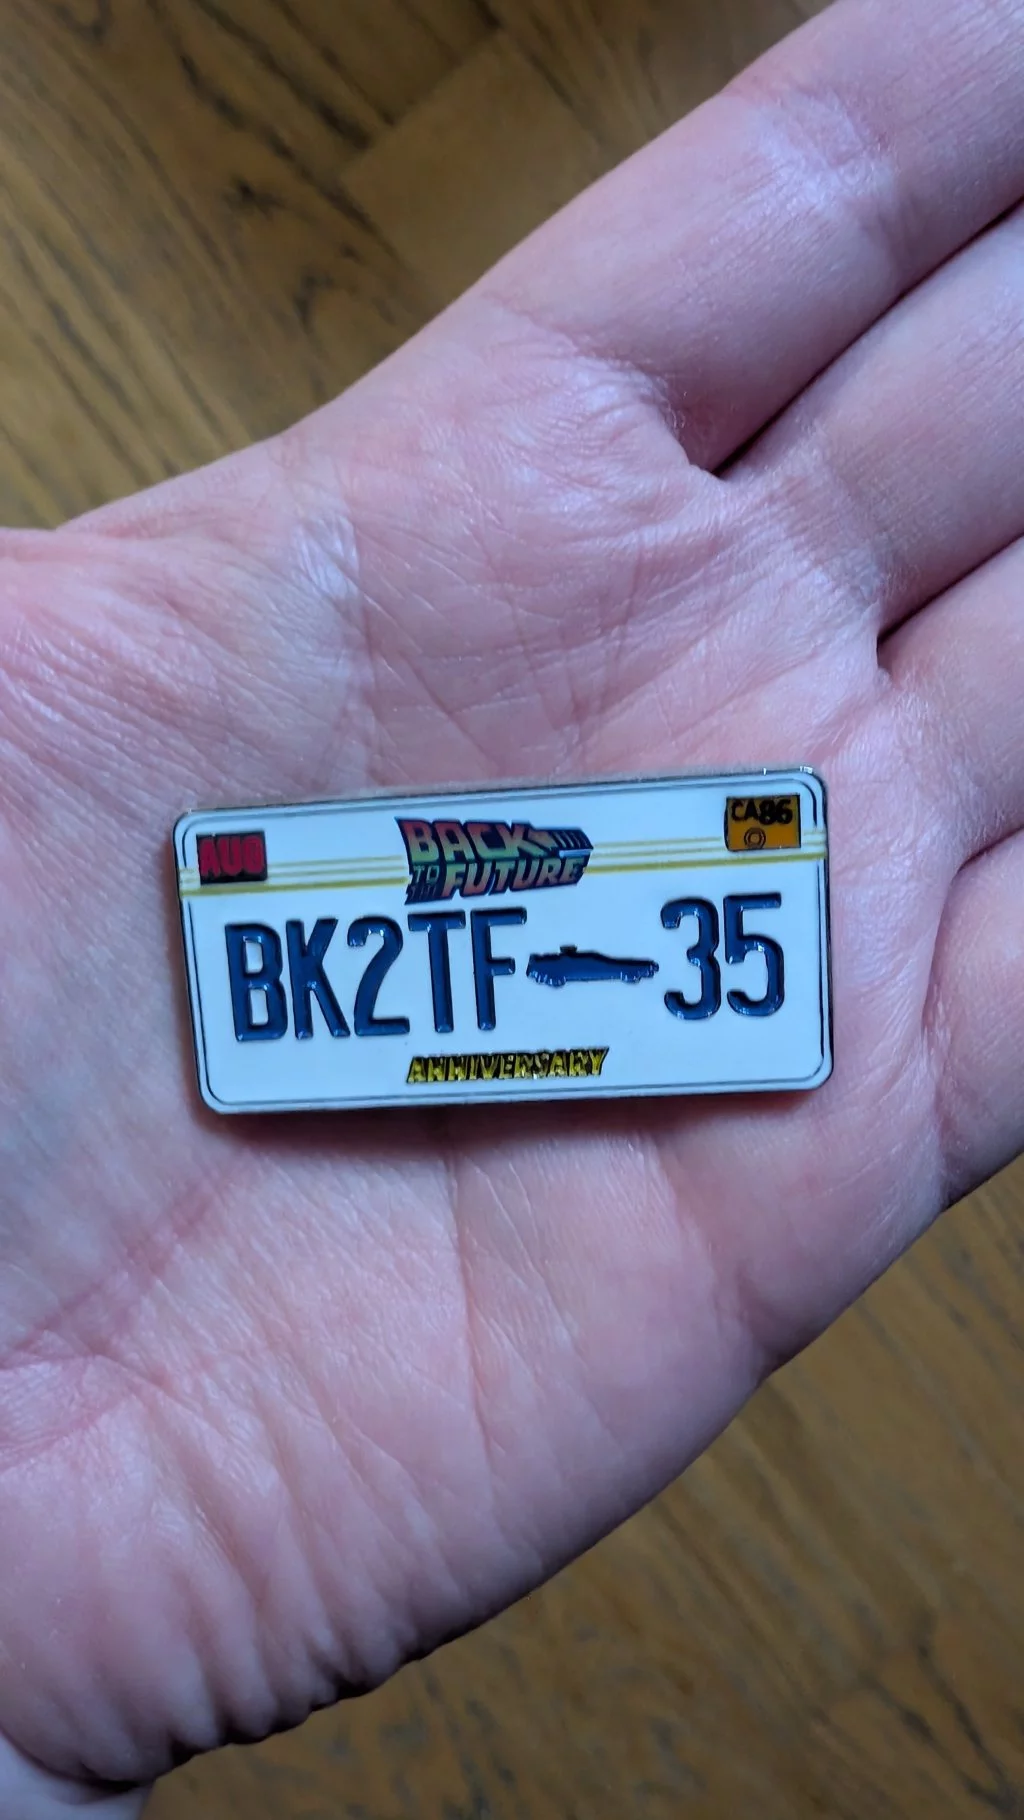 AUG
BACK
TO THE FUTURE
CA86
BK2TF 35
ANNIVERSARY